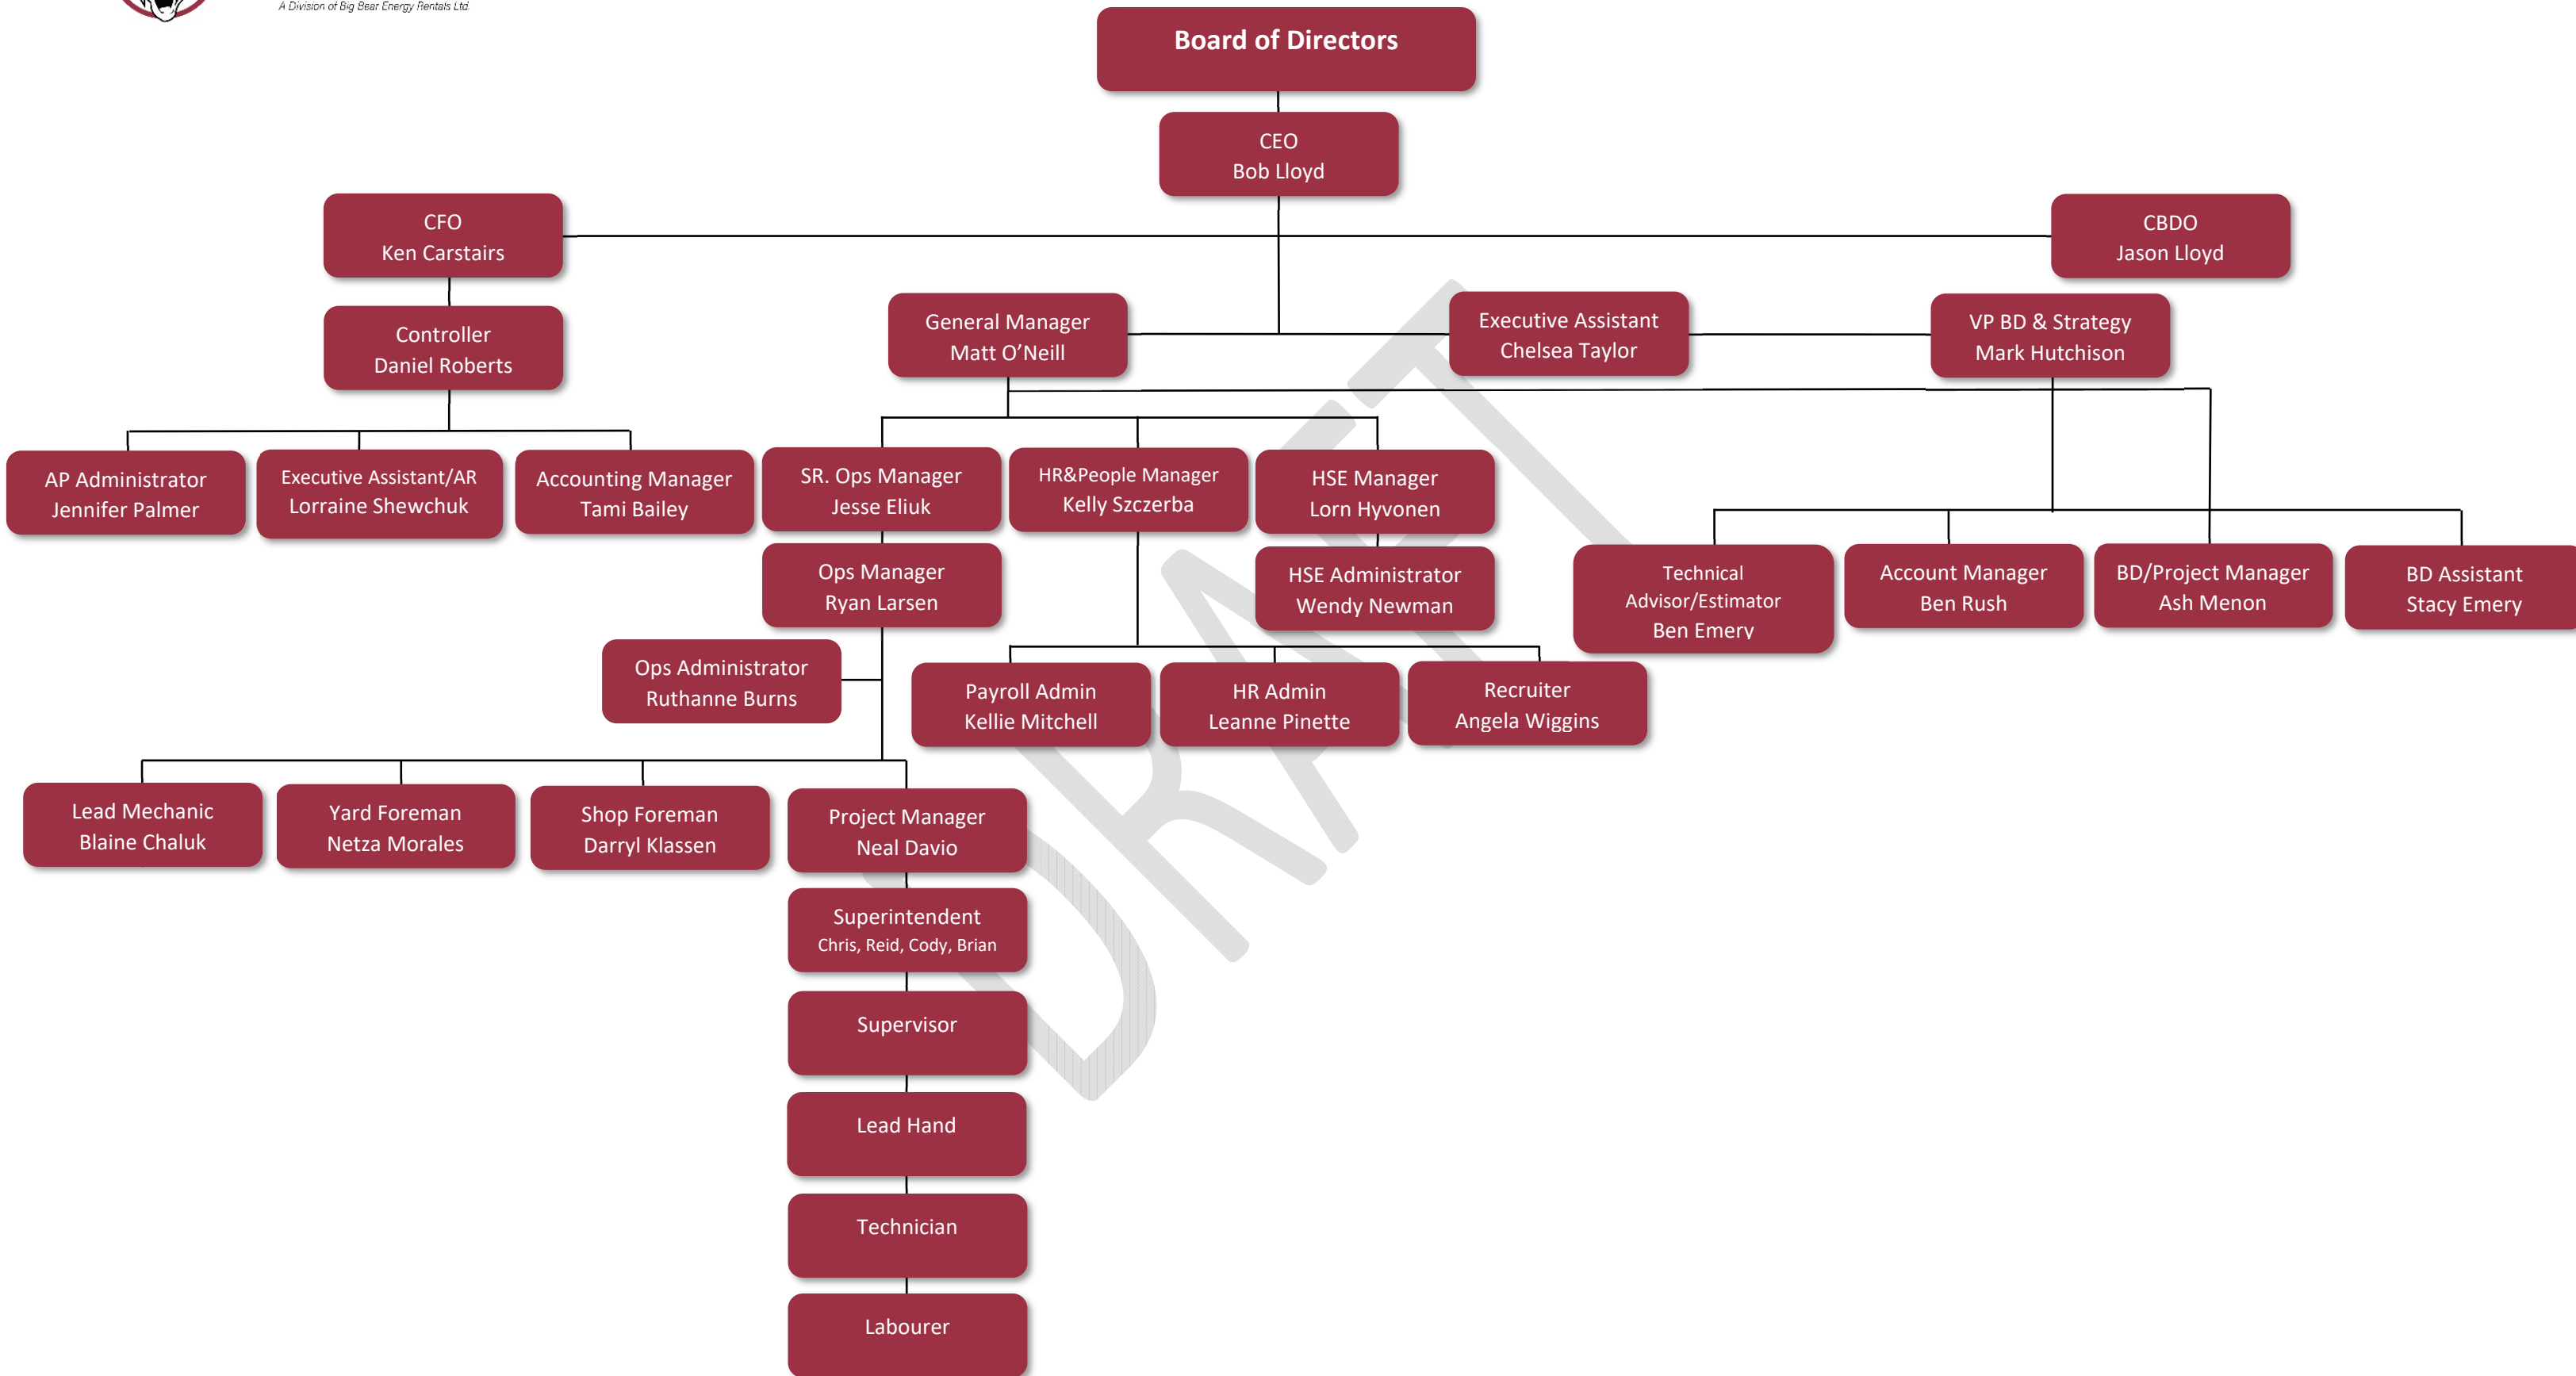 A Division of Big Bear Energy Rentals Ltd.
Board of Directors
CEO
Bob Lloyd
CFO
Ken Carstairs
CBDO
Jason Lloyd
Controller
Daniel Roberts
General Manager
Matt O’Neill
Executive Assistant
Chelsea Taylor
VP BD & Strategy
Mark Hutchison
AP Administrator
Jennifer Palmer
Executive Assistant/AR
Lorraine Shewchuk
Accounting Manager
Tami Bailey
SR. Ops Manager
Jesse Eliuk
HR&People Manager
Kelly Szczerba
HSE Manager
Lorn Hyvonen
Ops Manager
Ryan Larsen
HSE Administrator
Wendy Newman
Technical
Advisor/Estimator
Ben Emery
Account Manager
Ben Rush
BD/Project Manager
Ash Menon
BD Assistant
Stacy Emery
Ops Administrator
Ruthanne Burns
Payroll Admin
Kellie Mitchell
HR Admin
Leanne Pinette
Recruiter
Angela Wiggins
Lead Mechanic
Blaine Chaluk
Yard Foreman
Netza Morales
Shop Foreman
Darryl Klassen
Project Manager
Neal Davio
Superintendent
Chris, Reid, Cody, Brian
Supervisor
Lead Hand
Technician
Labourer
DRAFT